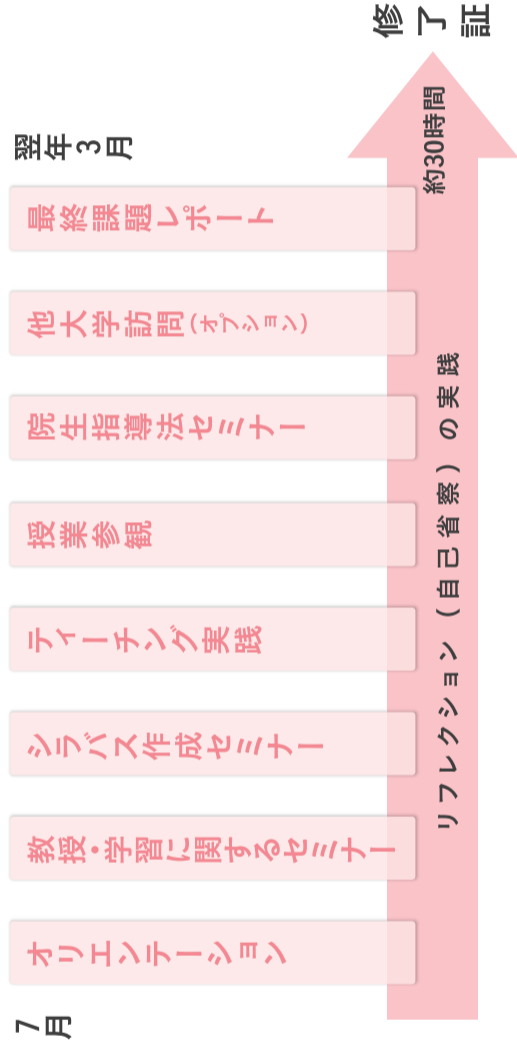 7月
オリエンテーション
教授・学習に関するセミナー
シラバス作成セミナー
ティーチング実践
授業参観
院生指導法セミナー
他大学訪問（オプション）
最終課題レポート
翌年3月
リフレクション（自己省察）の実践
約30時間
修了証